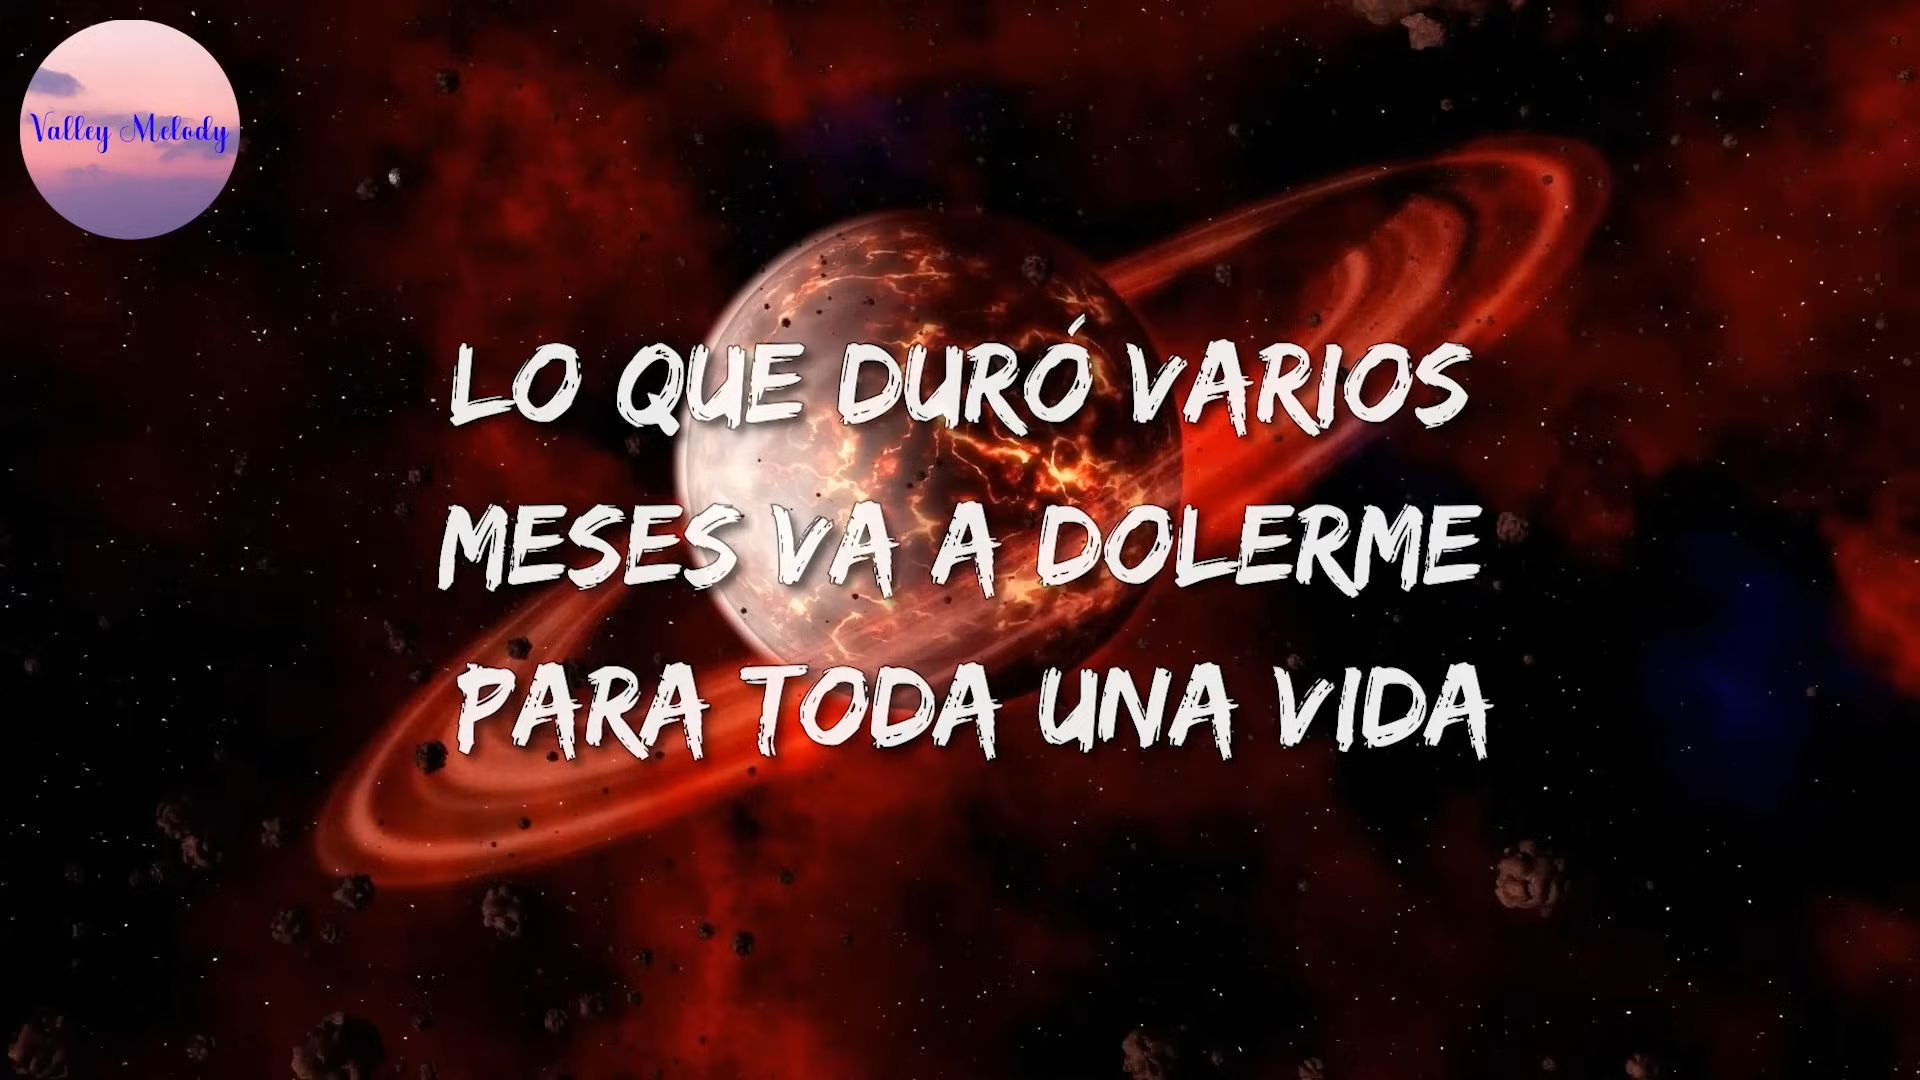 Valley Melody
LO QUE DURÓ VARIOS
MESES VA A DOLERME
PARA TODA UNA VIDA